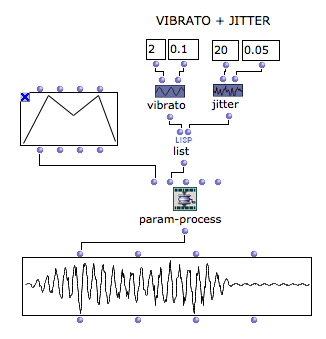 VIBRATO + JITTER
2 0.1 20 0.05
vibrato jitter
LISP
list
param-process